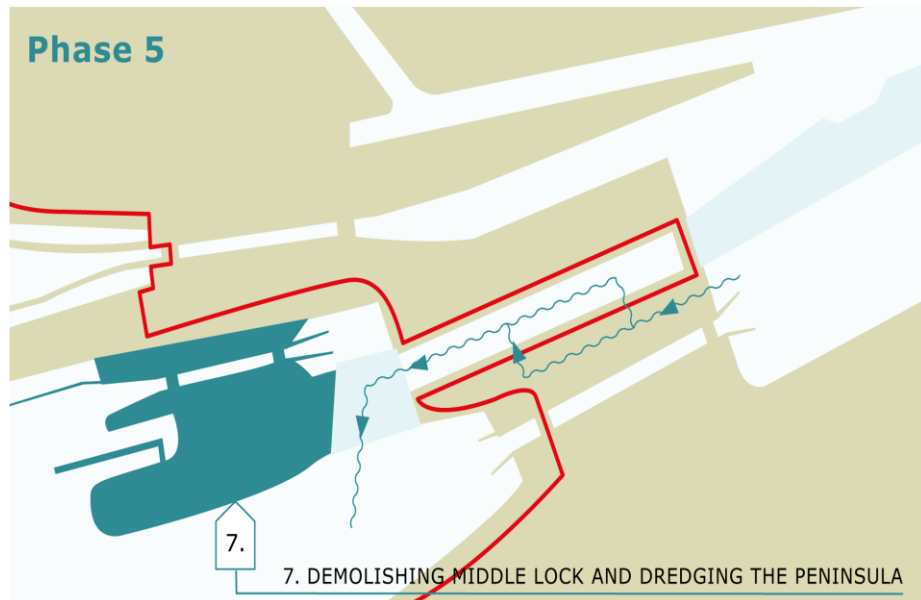 Phase 5
7.
7. DEMOLISHING MIDDLE LOCK AND DREDGING THE PENINSULA